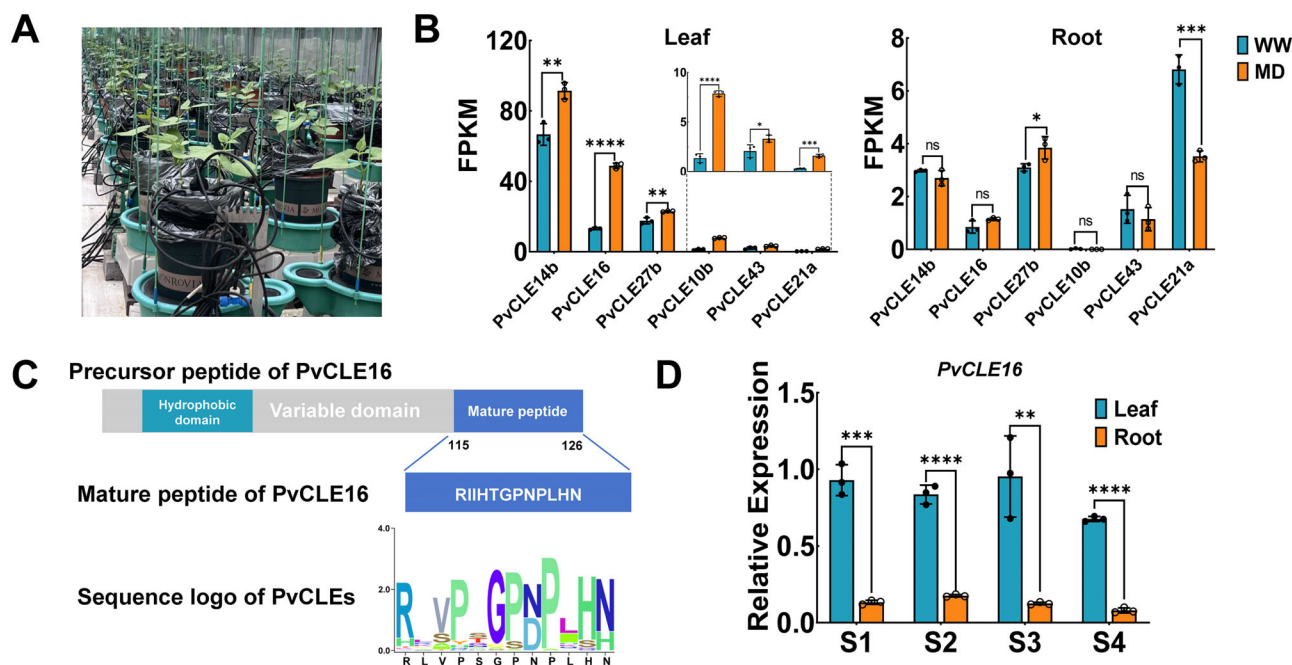 A
NROVIA
B
Leaf
FPKM
120
80
40
0
**
****
**
10
5
0
****
*
***
PvCLE14b
PvCLE16
PvCLE27b
PvCLE10b
PvCLE43
PvCLE21a
Root
FPKM
8
6
4
2
0
ns
ns
*
ns
ns
***
PvCLE14b
PvCLE16
PvCLE27b
PvCLE10b
PvCLE43
PvCLE21a
WW
MD
C
Precursor peptide of PvCLE16
Hydrophobic
domain
Variable domain
Mature peptide
115
126
Mature peptide of PvCLE16
RIIHTGPNPLHN
Sequence logo of PvCLEs
4.0
2.0
0.0
R L V P S G P N P L H N
D
PvCLE16
Relative Expression
1.5
1.0
0.5
0.0
***
****
**
****
S1
S2
S3
S4
Leaf
Root